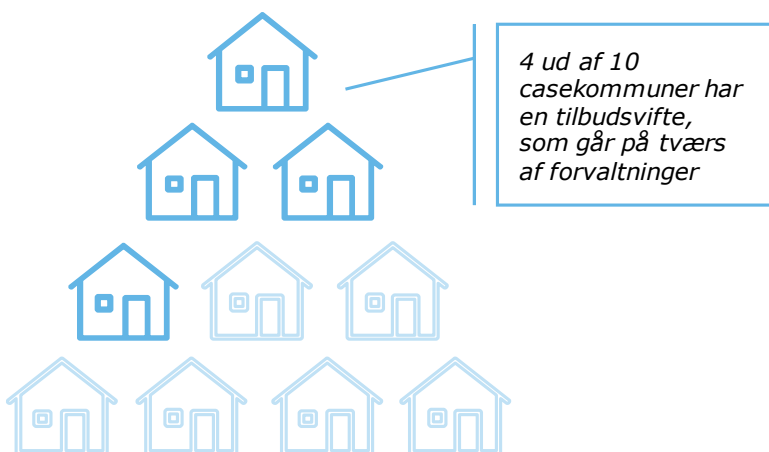 4 ud af 10
casekommuner har
en tilbudsvifte,
som går på tværs
af forvaltninger